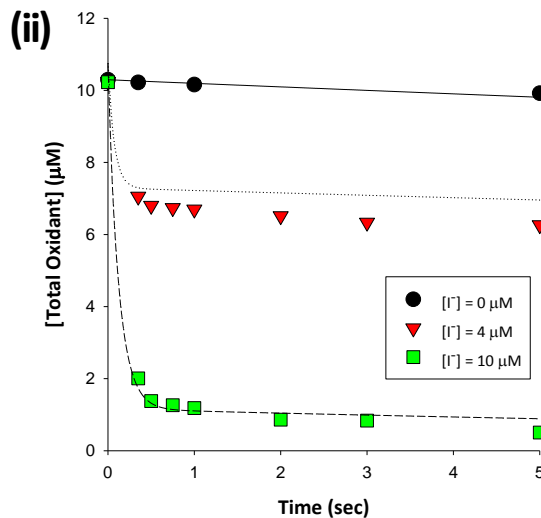 (ii)
[Total Oxidant] (μM)
12
10
8
6
4
2
0
[I⁻] = 0 μM
[I⁻] = 4 μM
[I⁻] = 10 μM
0 1 2 3 4 5
Time (sec)